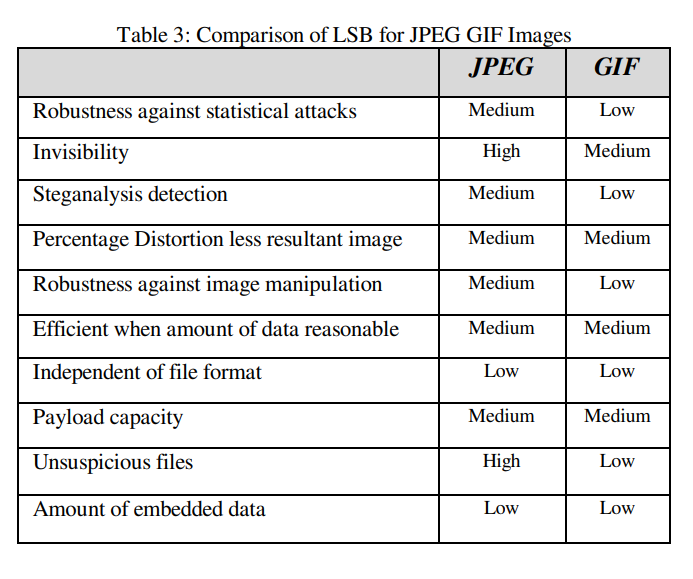 Table 3: Comparison of LSB for JPEG GIF Images
JPEG GIF
Robustness against statistical attacks Medium Low
Invisibility High Medium
Steganalysis detection Medium Low
Percentage Distortion less resultant image Medium Medium
Robustness against image manipulation Medium Low
Efficient when amount of data reasonable Medium Medium
Independent of file format Low Low
Payload capacity Medium Medium
Unsuspicious files High Low
Amount of embedded data Low Low